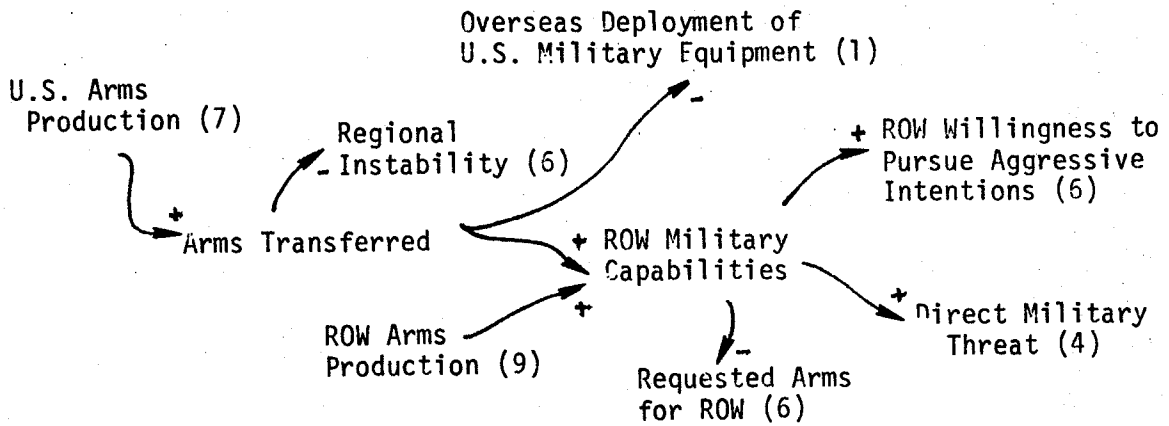 Overseas Deployment of
U.S. Military Equipment (1)
-
U.S. Arms
Production (7)
Regional
- Instability (6)
+ ROW Willingness to
Pursue Aggressive
Intentions (6)
+
Arms Transferred
+ ROW Military
Capabilities
+
ROW Arms
Production (9)
+
Direct Military
Threat (4)
-
Requested Arms
for ROW (6)